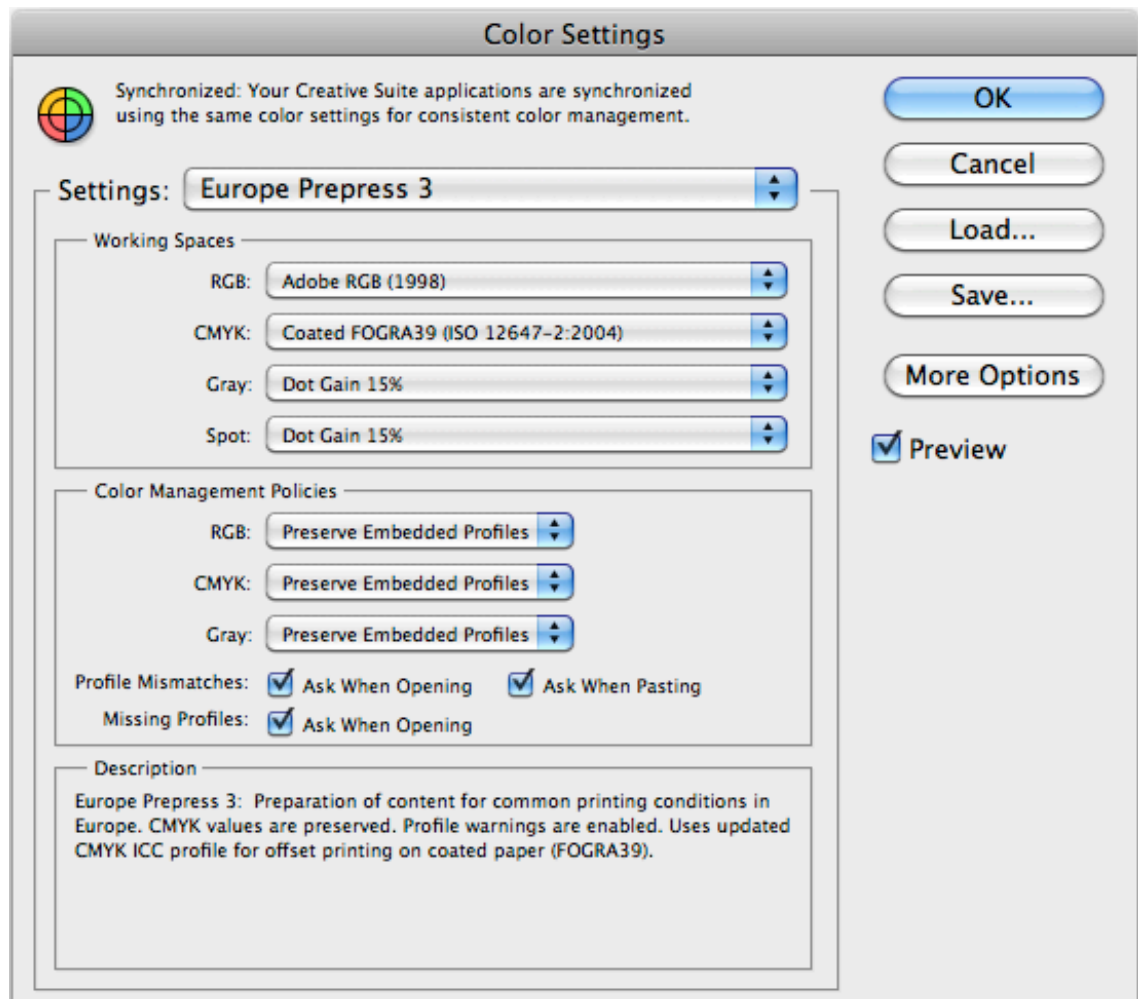 Color Settings
Synchronized: Your Creative Suite applications are synchronized
using the same color settings for consistent color management.
OK
Cancel
Load...
Save...
More Options
Preview
Settings: Europe Prepress 3
Working Spaces
RGB: Adobe RGB (1998)
CMYK: Coated FOGRA39 (ISO 12647-2:2004)
Gray: Dot Gain 15%
Spot: Dot Gain 15%
Color Management Policies
RGB: Preserve Embedded Profiles
CMYK: Preserve Embedded Profiles
Gray: Preserve Embedded Profiles
Profile Mismatches: Ask When Opening Ask When Pasting
Missing Profiles: Ask When Opening
Description
Europe Prepress 3: Preparation of content for common printing conditions in
Europe. CMYK values are preserved. Profile warnings are enabled. Uses updated
CMYK ICC profile for offset printing on coated paper (FOGRA39).